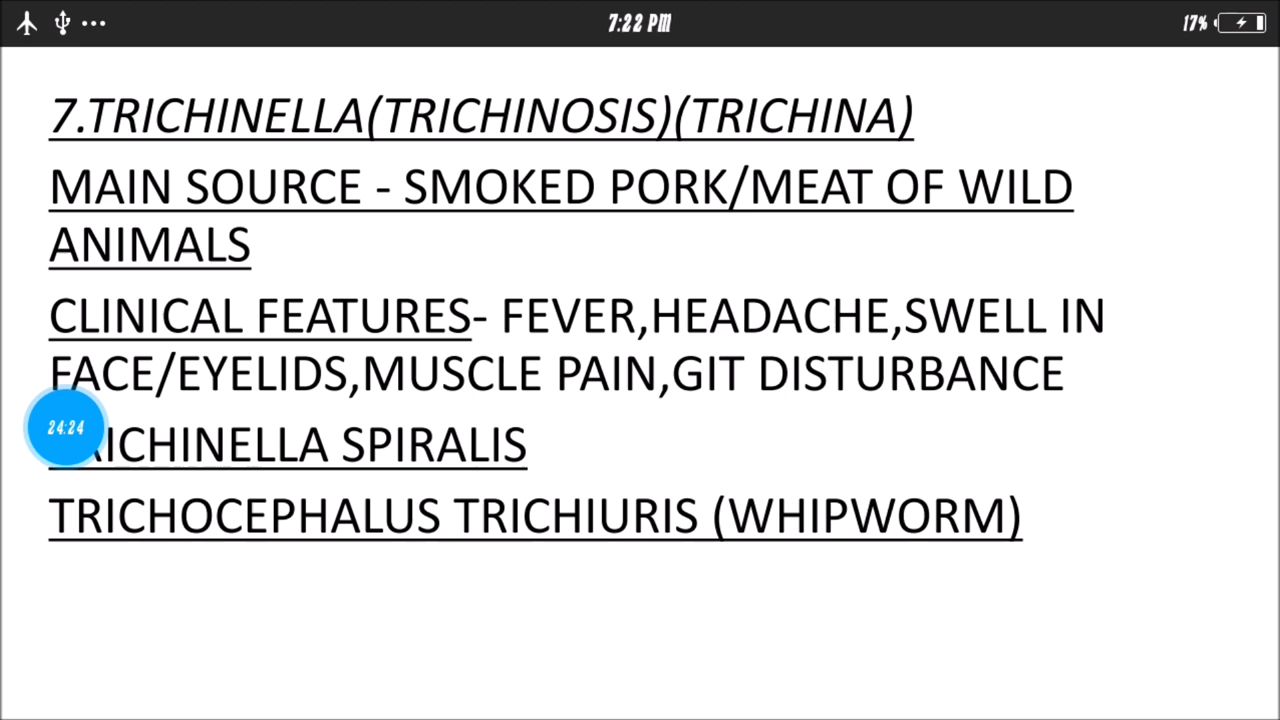 7:22 PM
17%
7.TRICHINELLA(TRICHINOSIS)(TRICHINA)
MAIN SOURCE - SMOKED PORK/MEAT OF WILD
ANIMALS
CLINICAL FEATURES- FEVER,HEADACHE,SWELL IN
FACE/EYELIDS,MUSCLE PAIN,GIT DISTURBANCE
24:24
RICHINELLA SPIRALIS
TRICHOCEPHALUS TRICHIURIS (WHIPWORM)